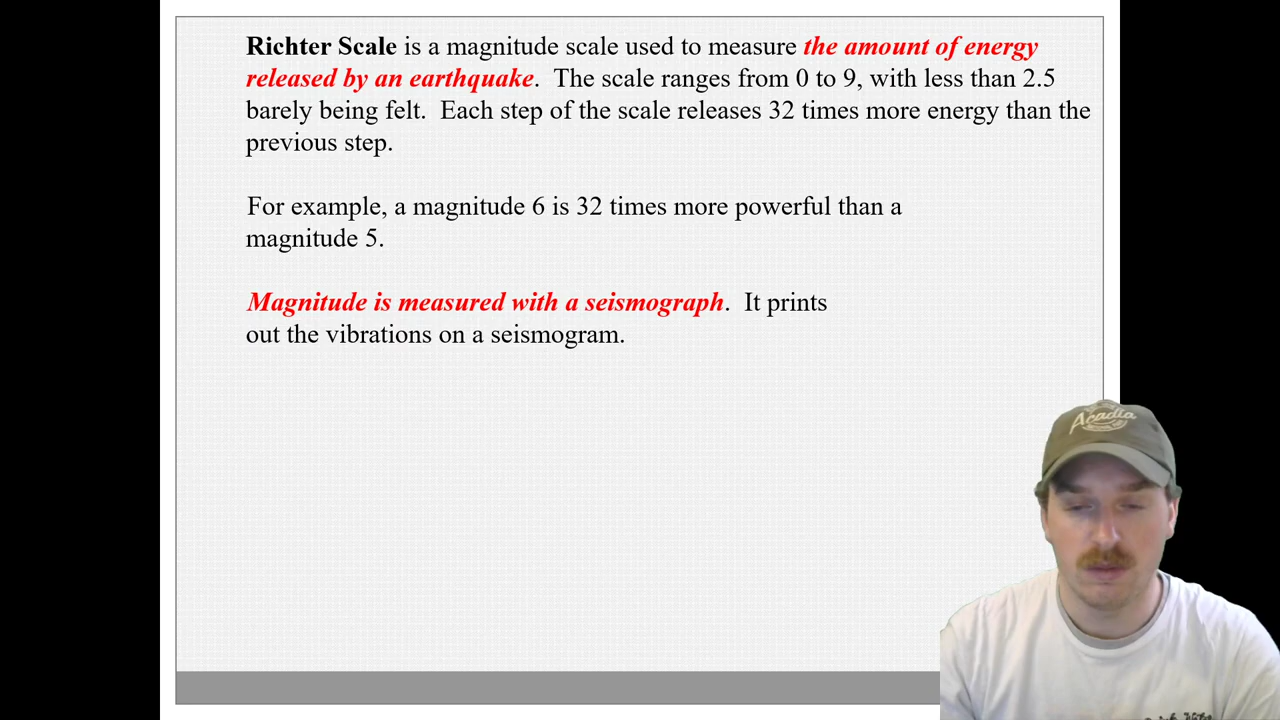 Richter Scale is a magnitude scale used to measure the amount of energy
released by an earthquake.  The scale ranges from 0 to 9, with less than 2.5
barely being felt.  Each step of the scale releases 32 times more energy than the
previous step.
For example, a magnitude 6 is 32 times more powerful than a
magnitude 5.
Magnitude is measured with a seismograph.  It prints
out the vibrations on a seismogram.
Acadia